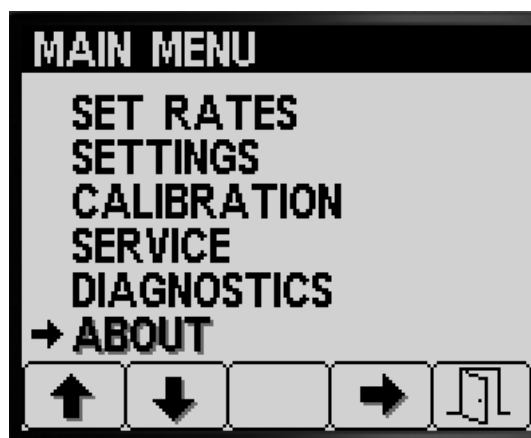 MAIN MENU
SET RATES
SETTINGS
CALIBRATION
SERVICE
DIAGNOSTICS
ABOUT